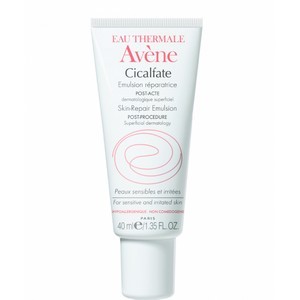 EAU THERMALE
Avène
Cicalfate
Emulsion réparatrice
POST-ACTE
(dermatologique superficiel)
Skin-Repair Emulsion
POST-PROCEDURE
(Superficial dermatology)
Peaux sensibles et irritées
For sensitive and irritated skin
PARIS
40 ml e/1.35 FL. OZ.